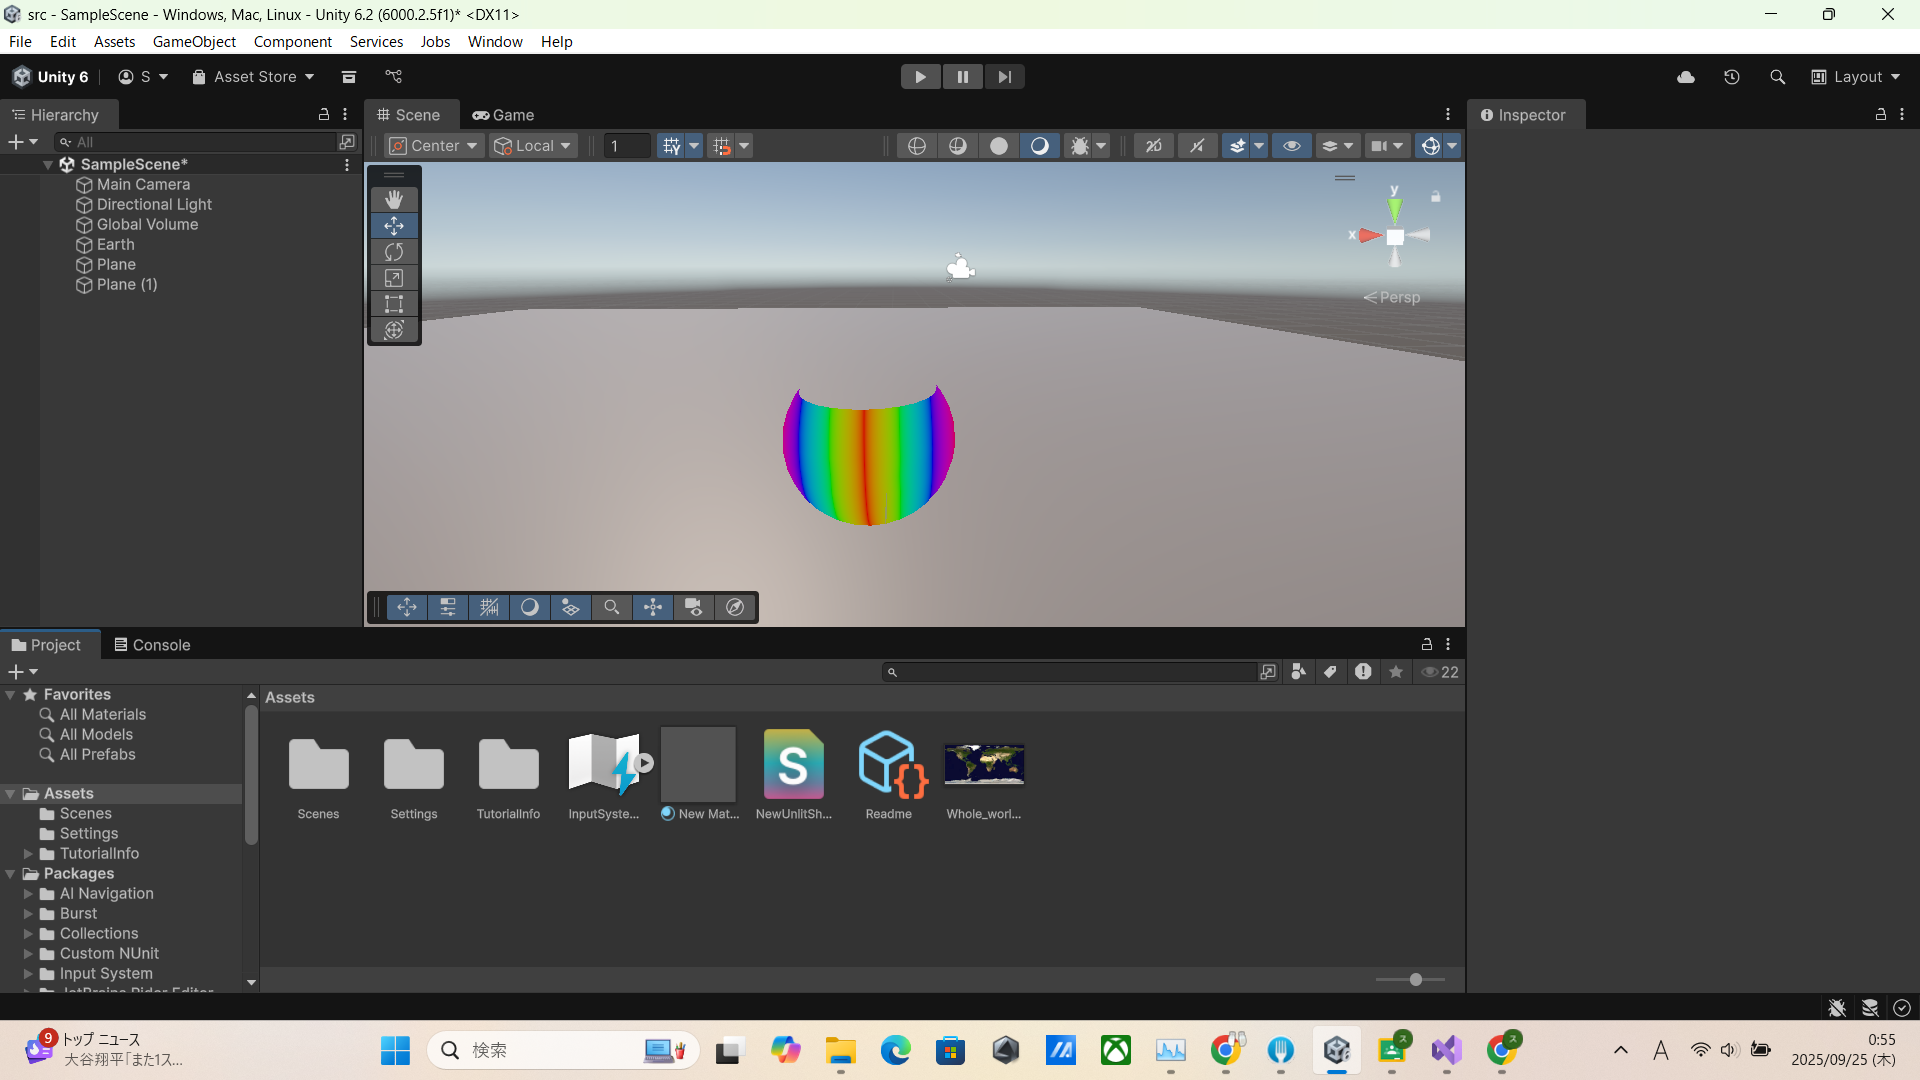 src - SampleScene - Windows, Mac, Linux - Unity 6.2 (6000.2.5f1)* <DX11>
File Edit Assets GameObject Component Services Jobs Window Help
Unity 6 S Asset Store Layout
Hierarchy
All
SampleScene*
Main Camera
Directional Light
Global Volume
Earth
Plane
Plane (1)
Scene Game
Center Local 1 2D
y
x
Persp
Inspector
Project Console
22
Favorites
All Materials
All Models
All Prefabs
Assets
Scenes
Settings
TutorialInfo
Packages
AI Navigation
Burst
Collections
Custom NUnit
Input System
JetBrains Rider Editor
Assets
Scenes Settings TutorialInfo InputSyste... New Mat... NewUnlitSh... Readme Whole_worl...
9
トップ ニュース
大谷翔平「また1ス...
検索
A
0:55
2025/09/25 (木)